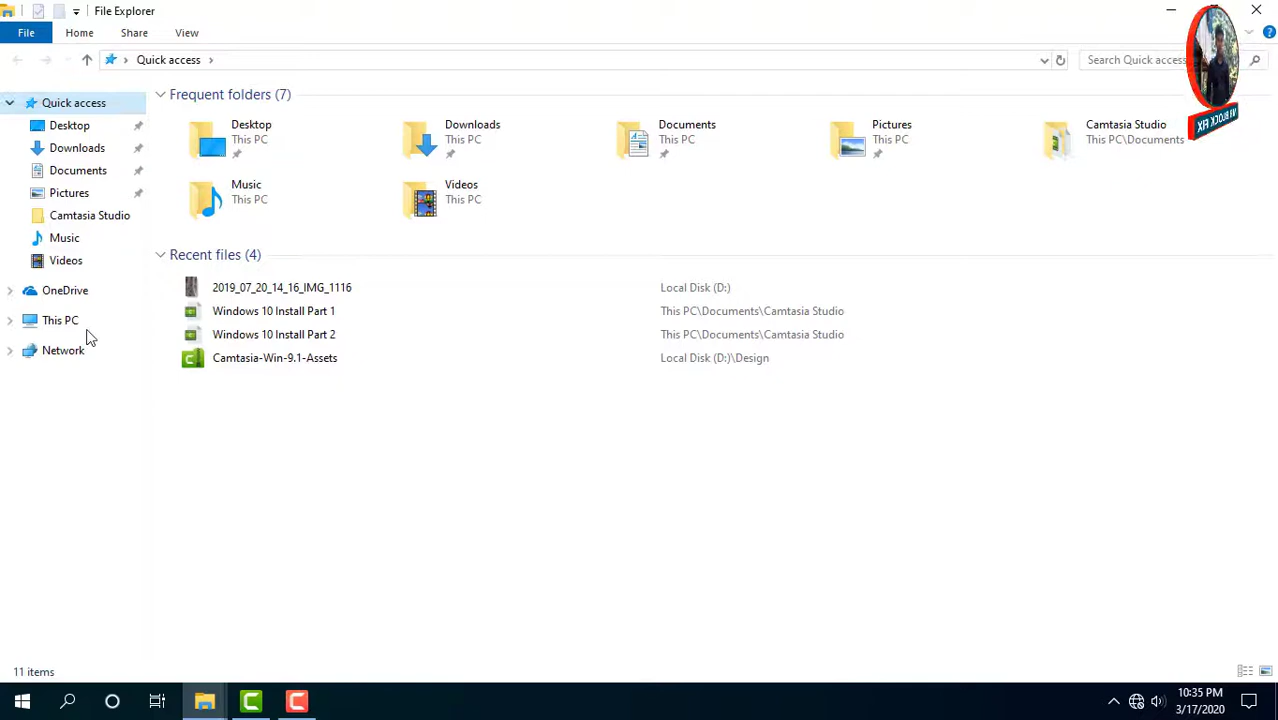 File Explorer
File Home Share View
Quick access
Search Quick access
Quick access
Desktop
Downloads
Documents
Pictures
Camtasia Studio
Music
Videos
OneDrive
This PC
Network
Frequent folders (7)
Desktop
This PC
Downloads
This PC
Documents
This PC
Pictures
This PC
Camtasia Studio
This PC\Documents
Music
This PC
Videos
This PC
Recent files (4)
2019_07_20_14_16_IMG_1116 Local Disk (D:)
Windows 10 Install Part 1 This PC\Documents\Camtasia Studio
Windows 10 Install Part 2 This PC\Documents\Camtasia Studio
Camtasia-Win-9.1-Assets Local Disk (D:)\Design
11 items
10:35 PM
3/17/2020